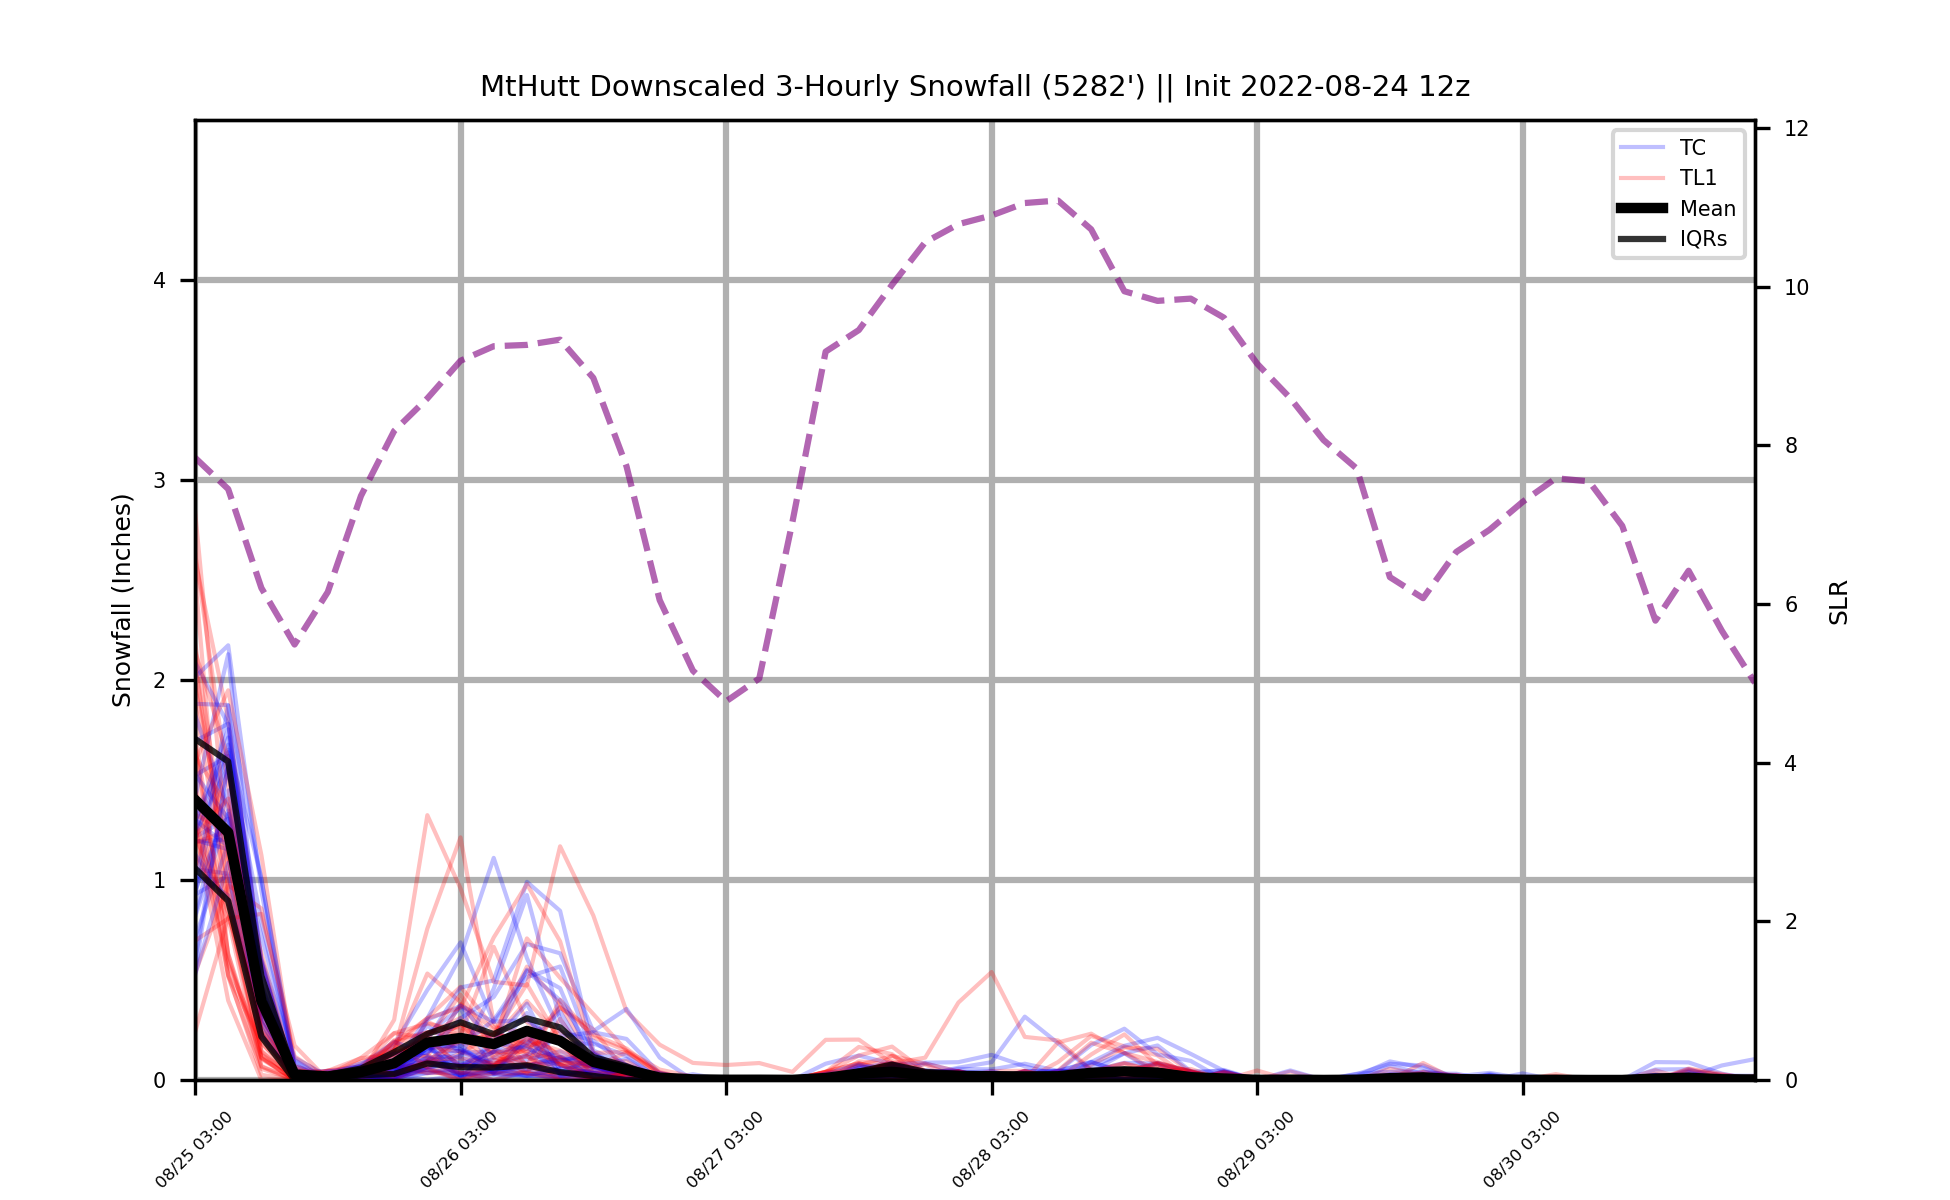 MtHutt Downscaled 3-Hourly Snowfall (5282') || Init 2022-08-24 12z
TC
TL1
Mean
IQRs
Snowfall (Inches)
4
3
2
1
0
SLR
12
10
8
6
4
2
0
08/25 03:00
08/26 03:00
08/27 03:00
08/28 03:00
08/29 03:00
08/30 03:00